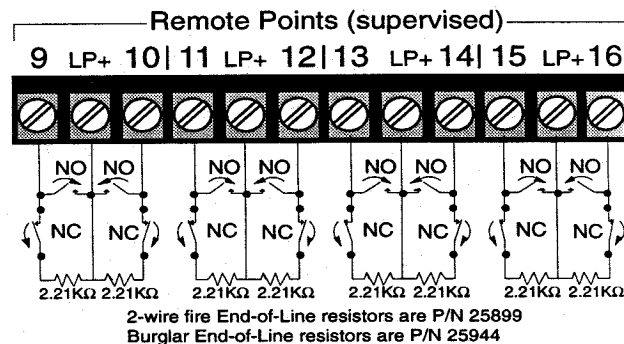 Remote Points (supervised)
9 LP+ 10| 11 LP+ 12| 13 LP+ 14| 15 LP+ 16
NO NO NO NO NO NO NO NO
NC NC NC NC NC NC NC NC
2.21KΩ 2.21KΩ 2.21KΩ 2.21KΩ 2.21KΩ 2.21KΩ 2.21KΩ 2.21KΩ
2-wire fire End-of-Line resistors are P/N 25899
Burglar End-of-Line resistors are P/N 25944